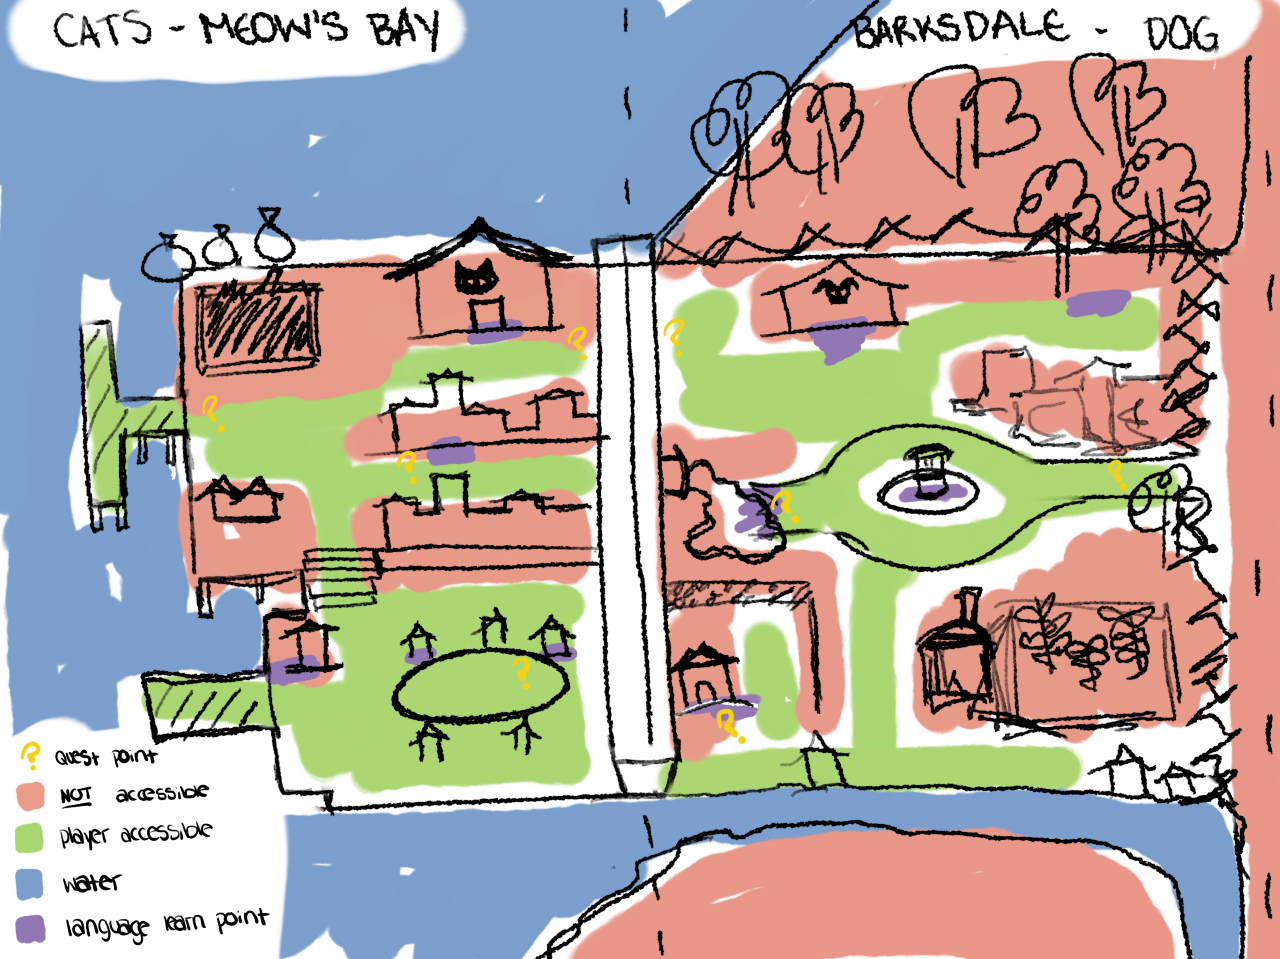 CATS - MEOW'S BAY
BARKSDALE - DOG
?
?
?
?
?
?
?
?
? QUEST POINT
NOT accessible
player accessible
water
language learn point